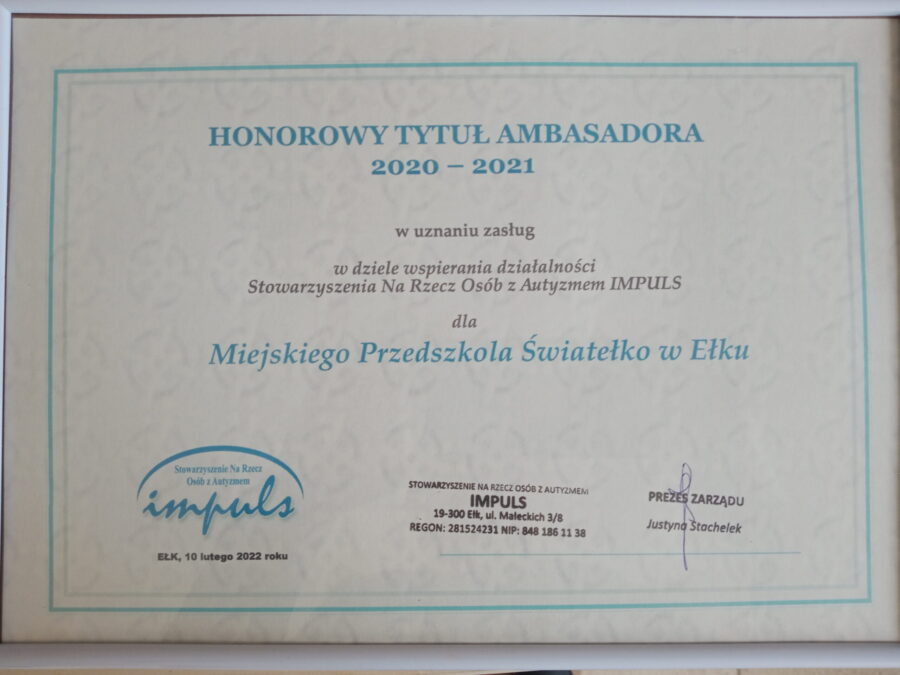 HONOROWY TYTUŁ AMBASADORA
2020 – 2021
w uznaniu zasług
w dziele wspierania działalności
Stowarzyszenia Na Rzecz Osób z Autyzmem IMPULS
dla
Miejskiego Przedszkola Światełko w Ełku
Stowarzyszenie Na Rzecz
Osób z Autyzmem
impuls
EŁK, 10 lutego 2022 roku
STOWARZYSZENIE NA RZECZ OSÓB Z AUTYZMEM
IMPULS
19-300 Ełk, ul. Małeckich 3/8
REGON: 281524231 NIP: 848 186 11 38
PREZES ZARZĄDU
Justyna Stachelek